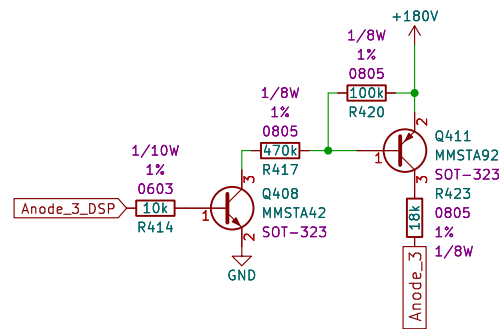 +180V
1/8W
1%
0805
100k
R420
1/8W
1%
0805
470k
R417
2
Q411
MMSTA92
SOT-323
1
3
1/10W
1%
0603
10k
R414
Anode_3_DSP
3
Q408
MMSTA42
SOT-323
1
2
GND
R423
0805
1%
1/8W
18k
Anode_3